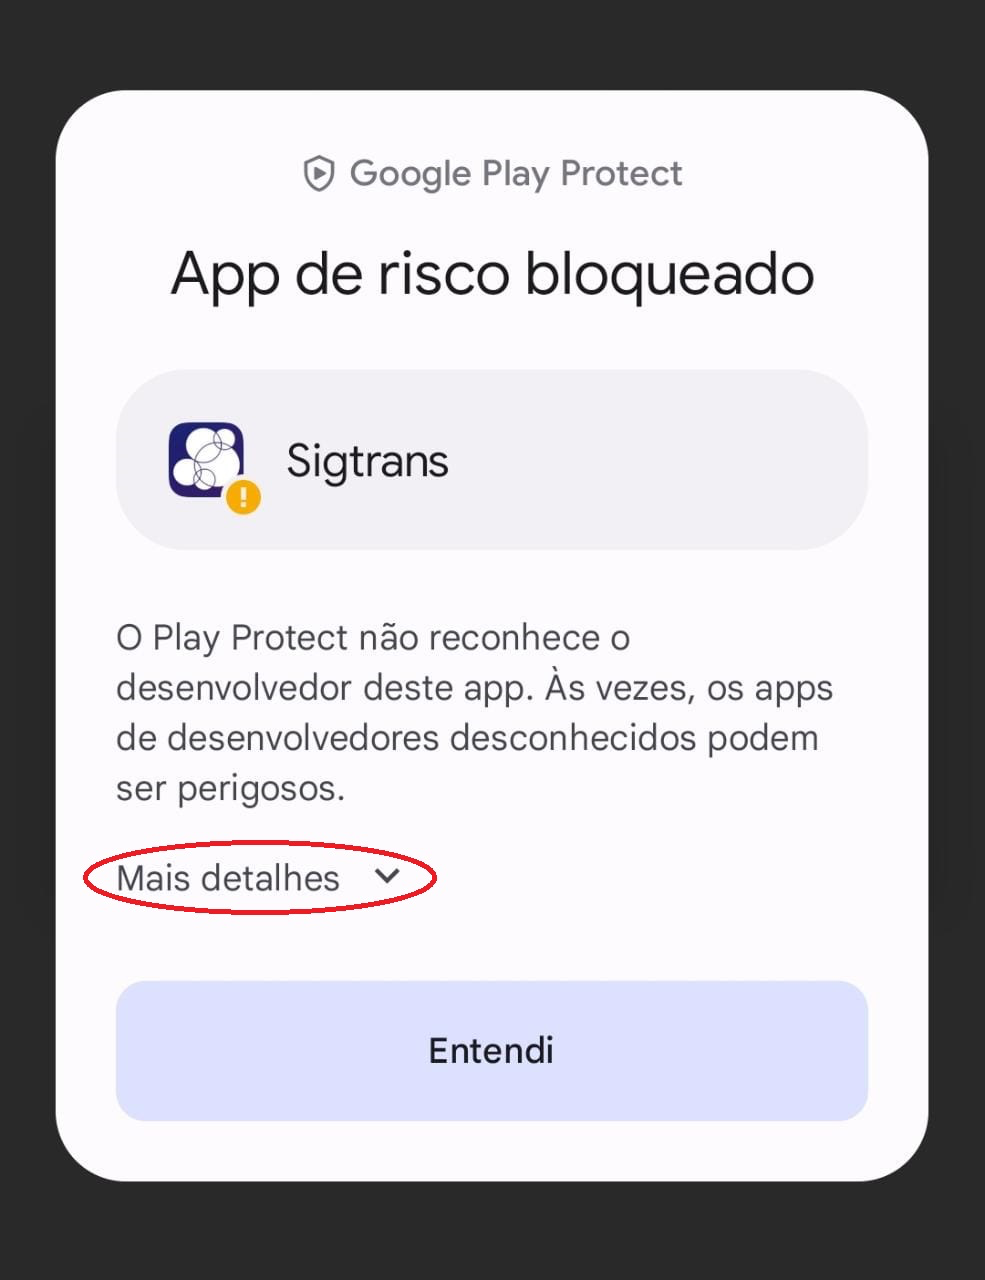 Google Play Protect
App de risco bloqueado
Sigtrans
O Play Protect não reconhece o
desenvolvedor deste app. Às vezes, os apps
de desenvolvedores desconhecidos podem
ser perigosos.
Mais detalhes
Entendi